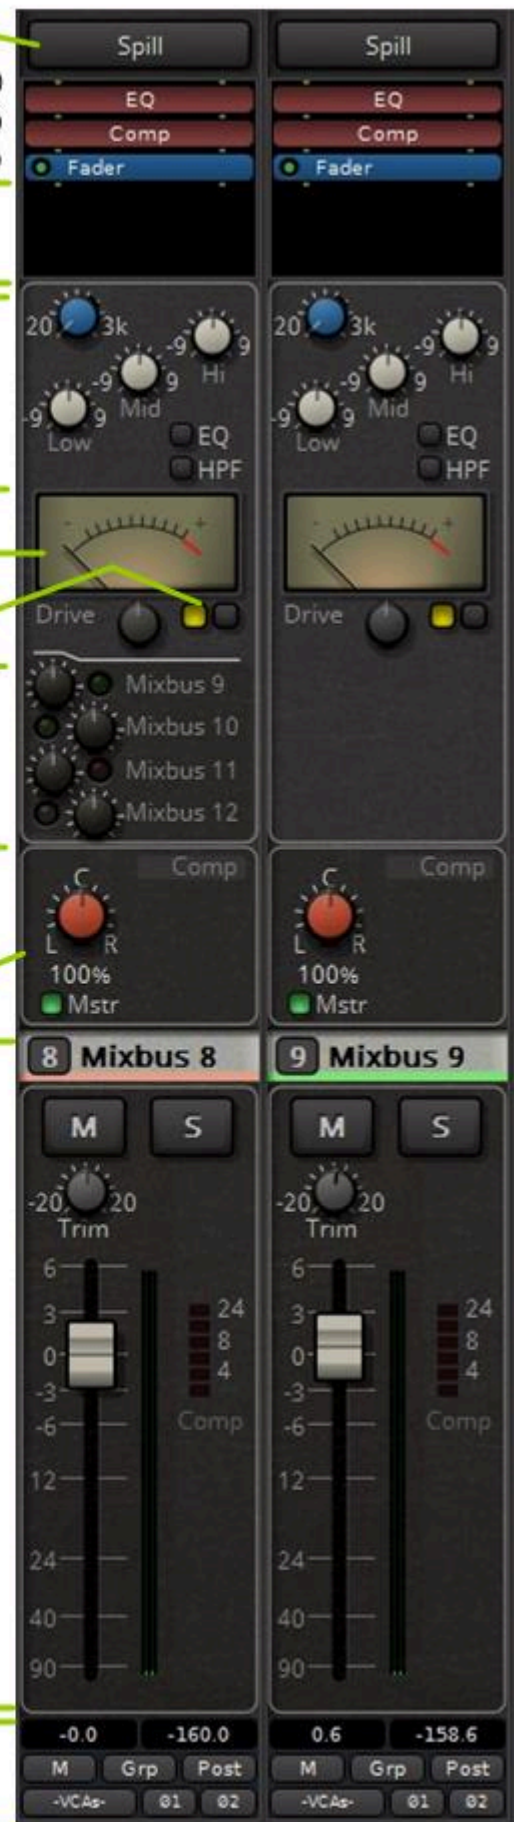 Spill Spill
EQ EQ
Comp Comp
Fader Fader
20 3k -9 9 20 3k -9 9
-9 9 Hi -9 9 Hi
-9 9 Mid -9 9 Mid
Low Low
EQ EQ
HPF HPF
- + - +
Drive Drive
Mixbus 9
Mixbus 10
Mixbus 11
Mixbus 12
C Comp C Comp
L R L R
100% 100%
Mstr Mstr
8 Mixbus 8 9 Mixbus 9
M S M S
-20 20 -20 20
Trim Trim
6 6
3 24 3 24
0 8 0 8
-3 4 -3 4
-6 Comp -6 Comp
12 12
24 24
40 40
90 90
-0.0 -160.0 0.6 -158.6
M Grp Post M Grp Post
-VCAs- 01 02 -VCAs- 01 02